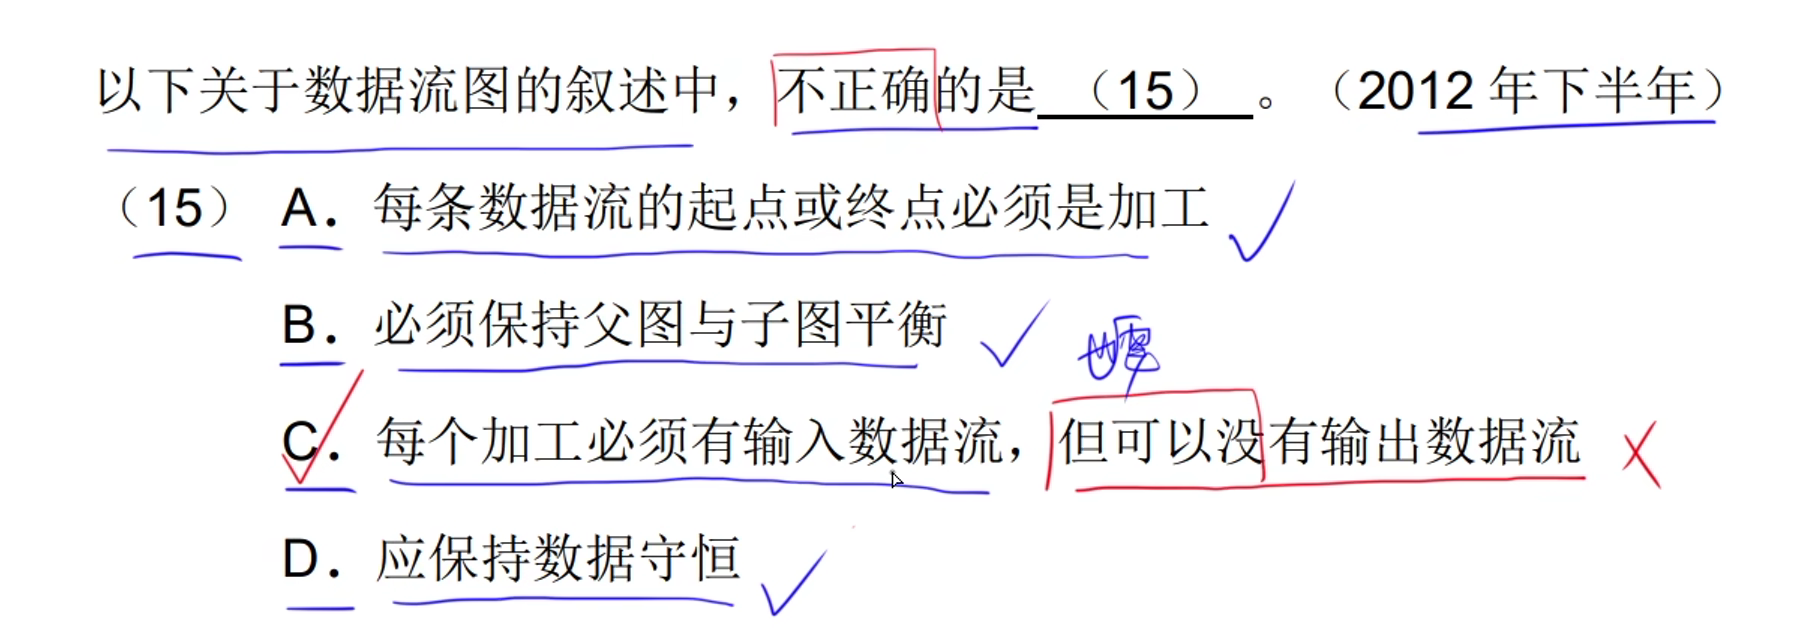 以下关于数据流图的叙述中，不正确的是（15）。（2012 年下半年）
（15） A. 每条数据流的起点或终点必须是加工
B. 必须保持父图与子图平衡
C. 每个加工必须有输入数据流，但可以没有输出数据流
D. 应保持数据守恒